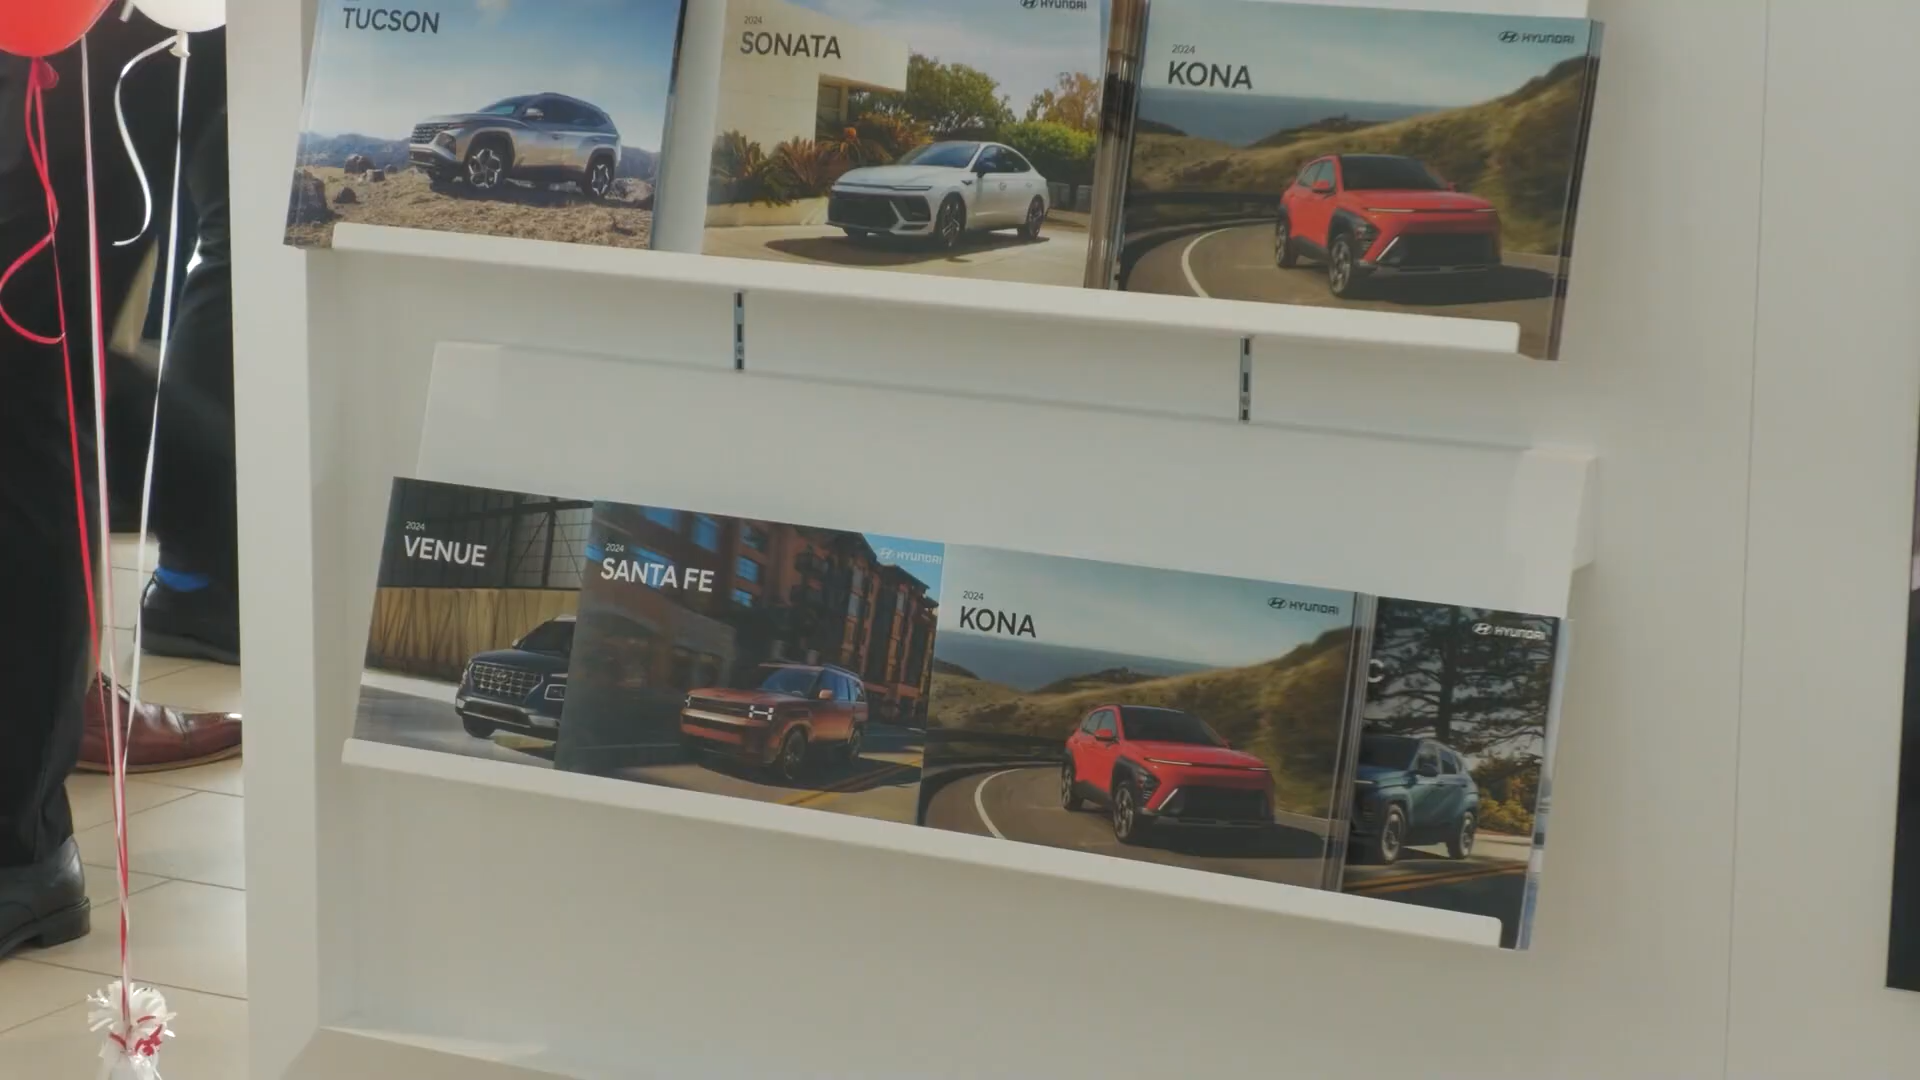 TUCSON
2024
SONATA
HYUNDAI
2024
KONA
HYUNDAI
2024
VENUE
2024
SANTA FE
HYUNDAI
2024
KONA
HYUNDAI
C
HYUNDAI